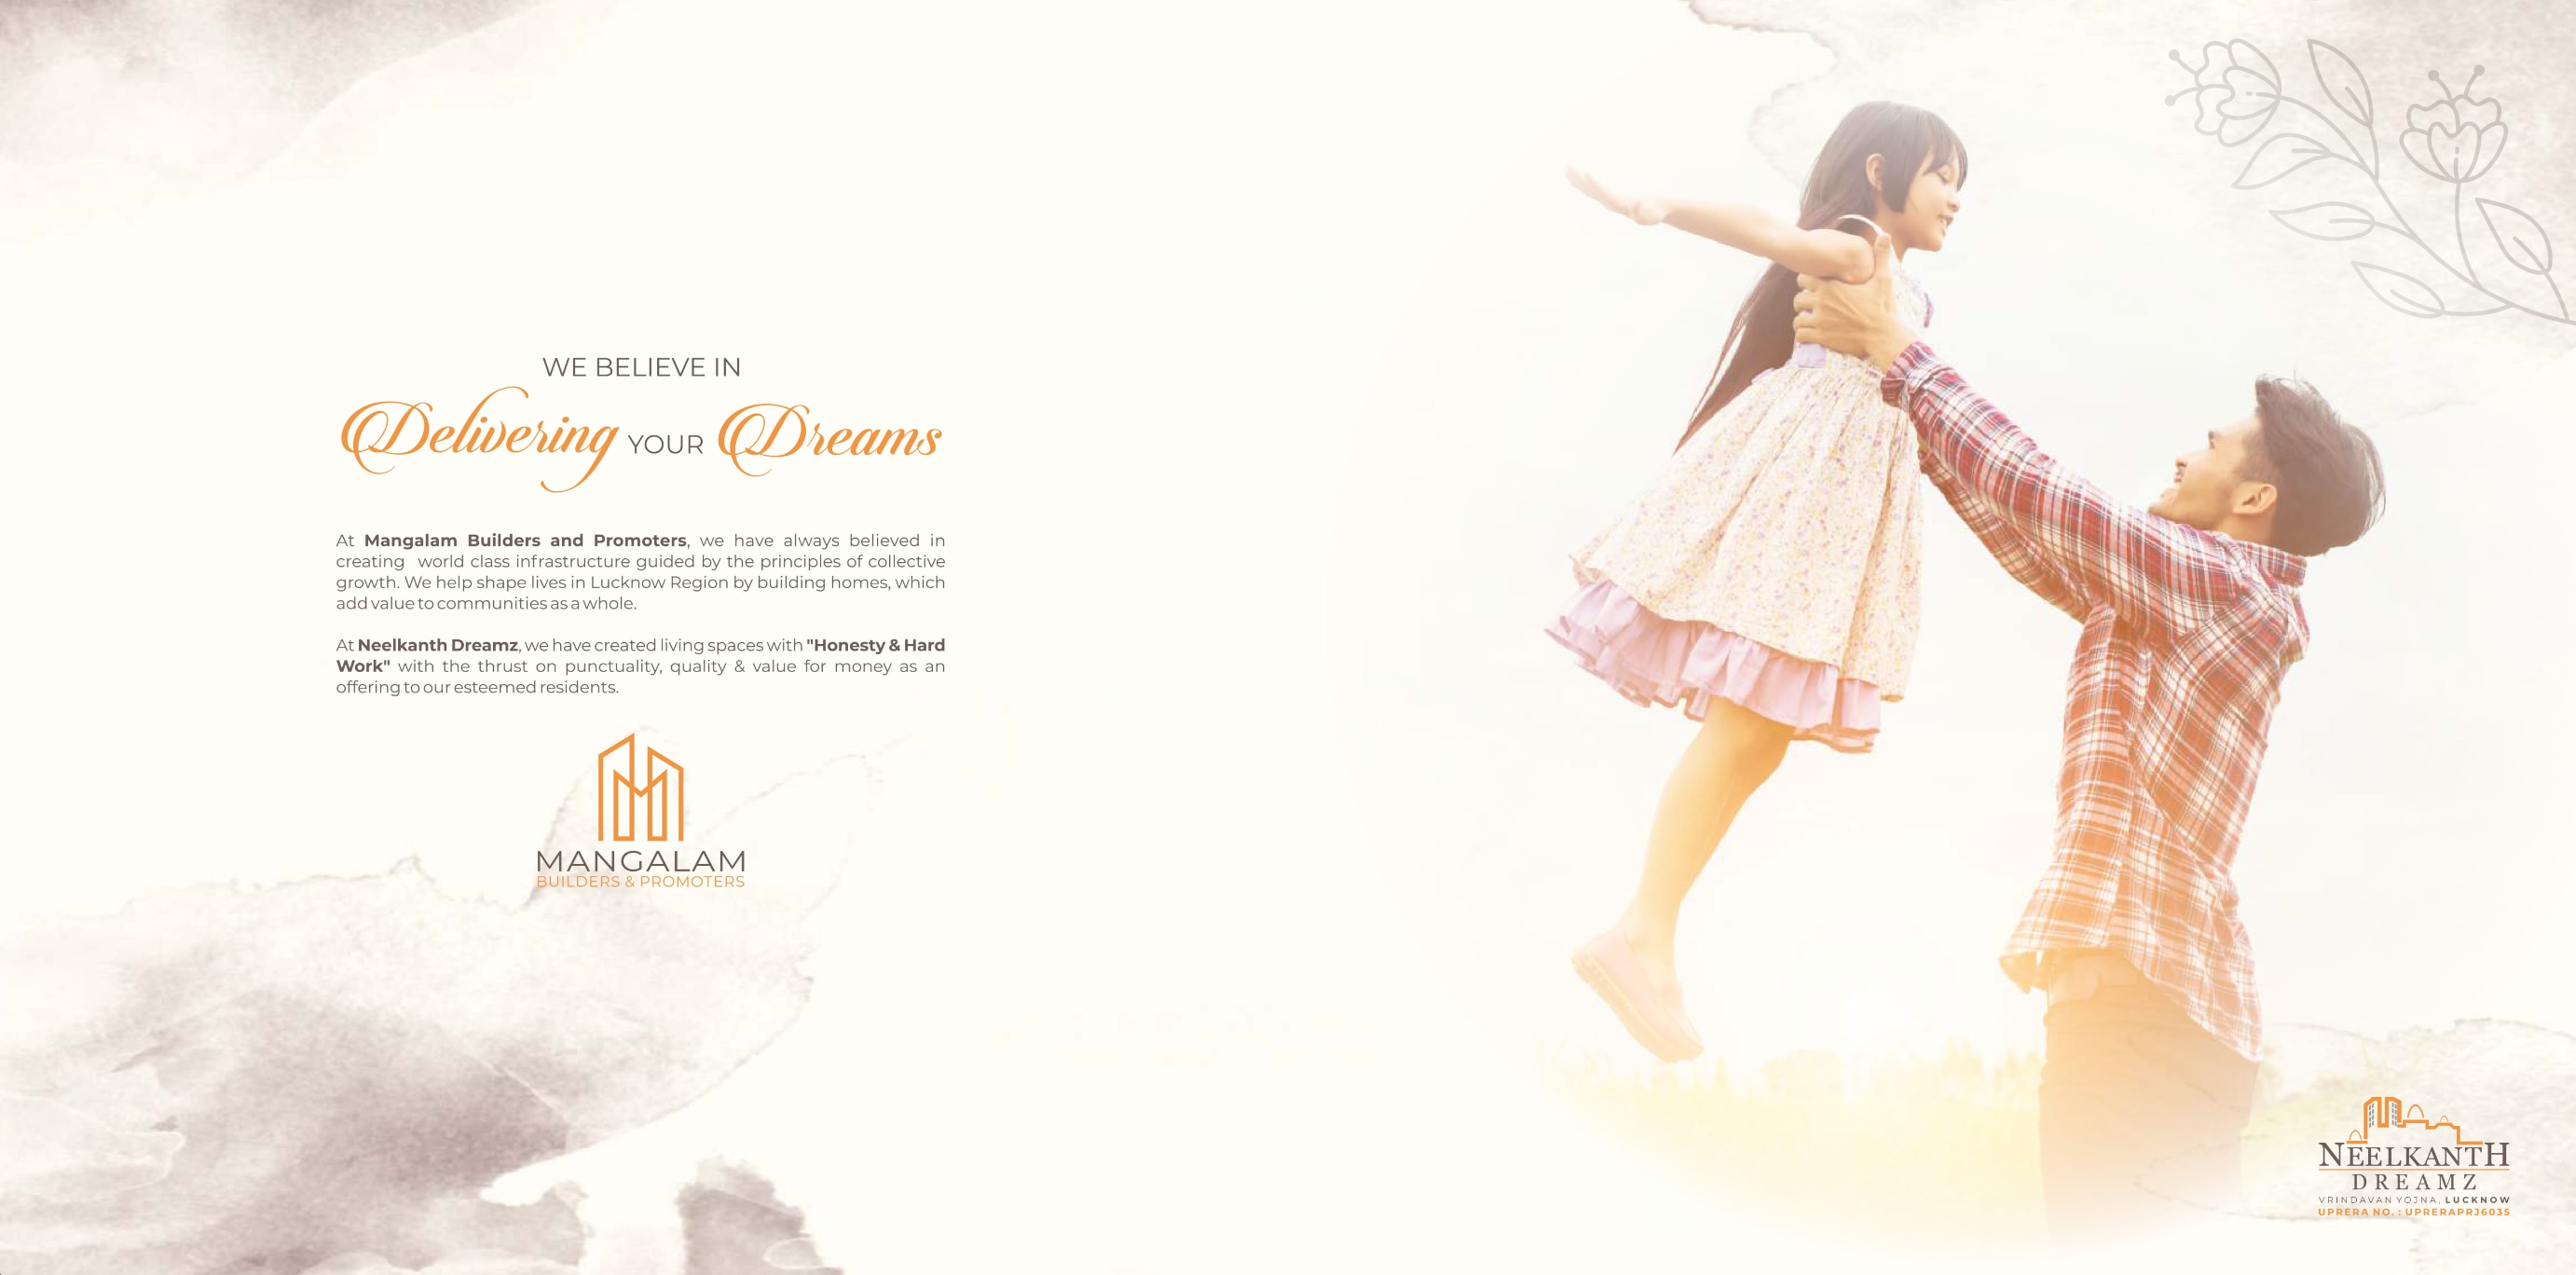 WE BELIEVE IN
Delivering YOUR Dreams
At Mangalam Builders and Promoters, we have always believed in
creating world class infrastructure guided by the principles of collective
growth. We help shape lives in Lucknow Region by building homes, which
add value to communities as a whole.
At Neelkanth Dreamz, we have created living spaces with "Honesty & Hard
Work" with the thrust on punctuality, quality & value for money as an
offering to our esteemed residents.
MANGALAM
BUILDERS & PROMOTERS
NEELKANTH
DREAMZ
VRINDAVAN YOJNA, LUCKNOW
UPRERA NO. : UPRERAPRJ6035